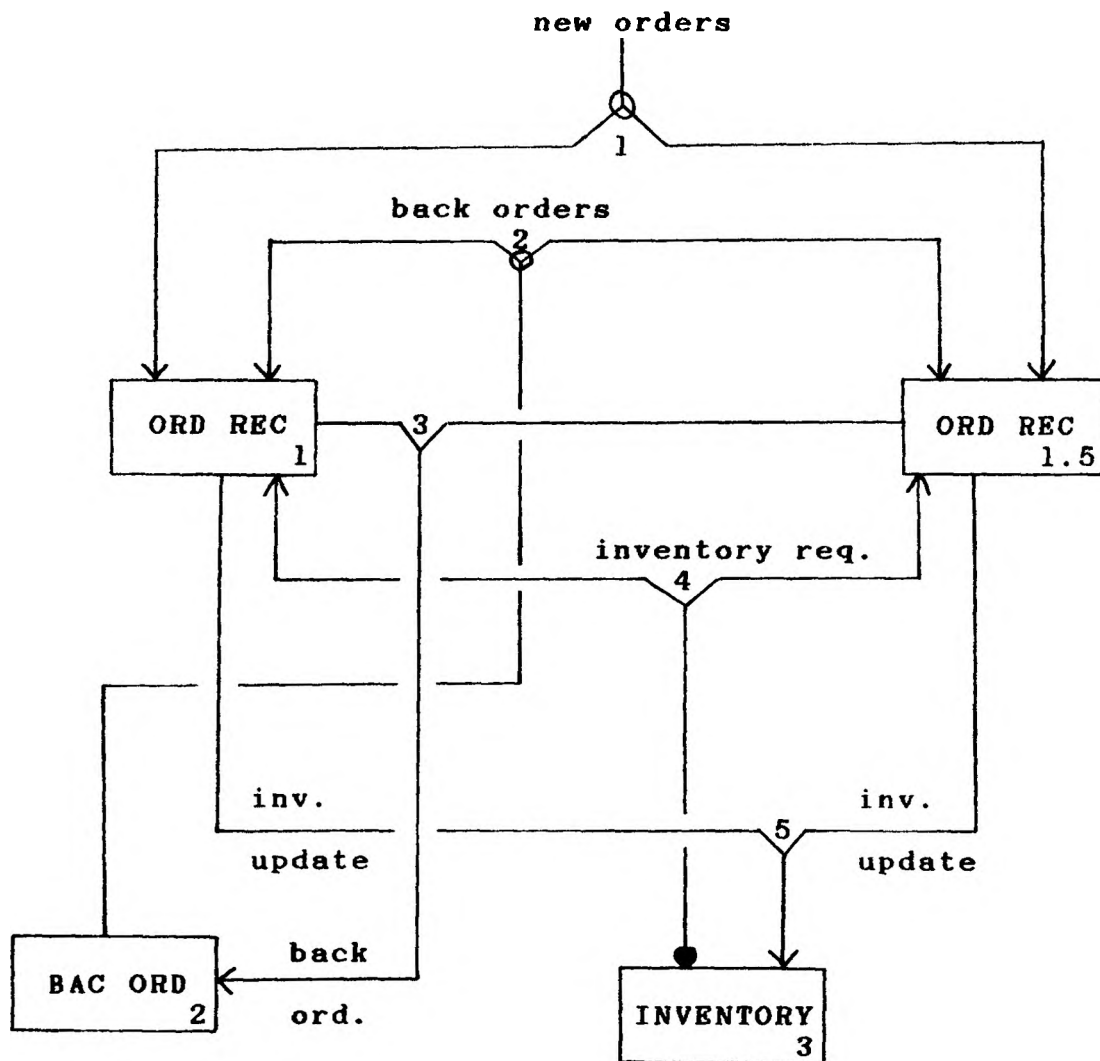 new orders
1
back orders
2
ORD REC
1
3
ORD REC
1.5
inventory req.
4
inv.
update
5
inv.
update
BAC ORD
2
back
ord.
INVENTORY
3